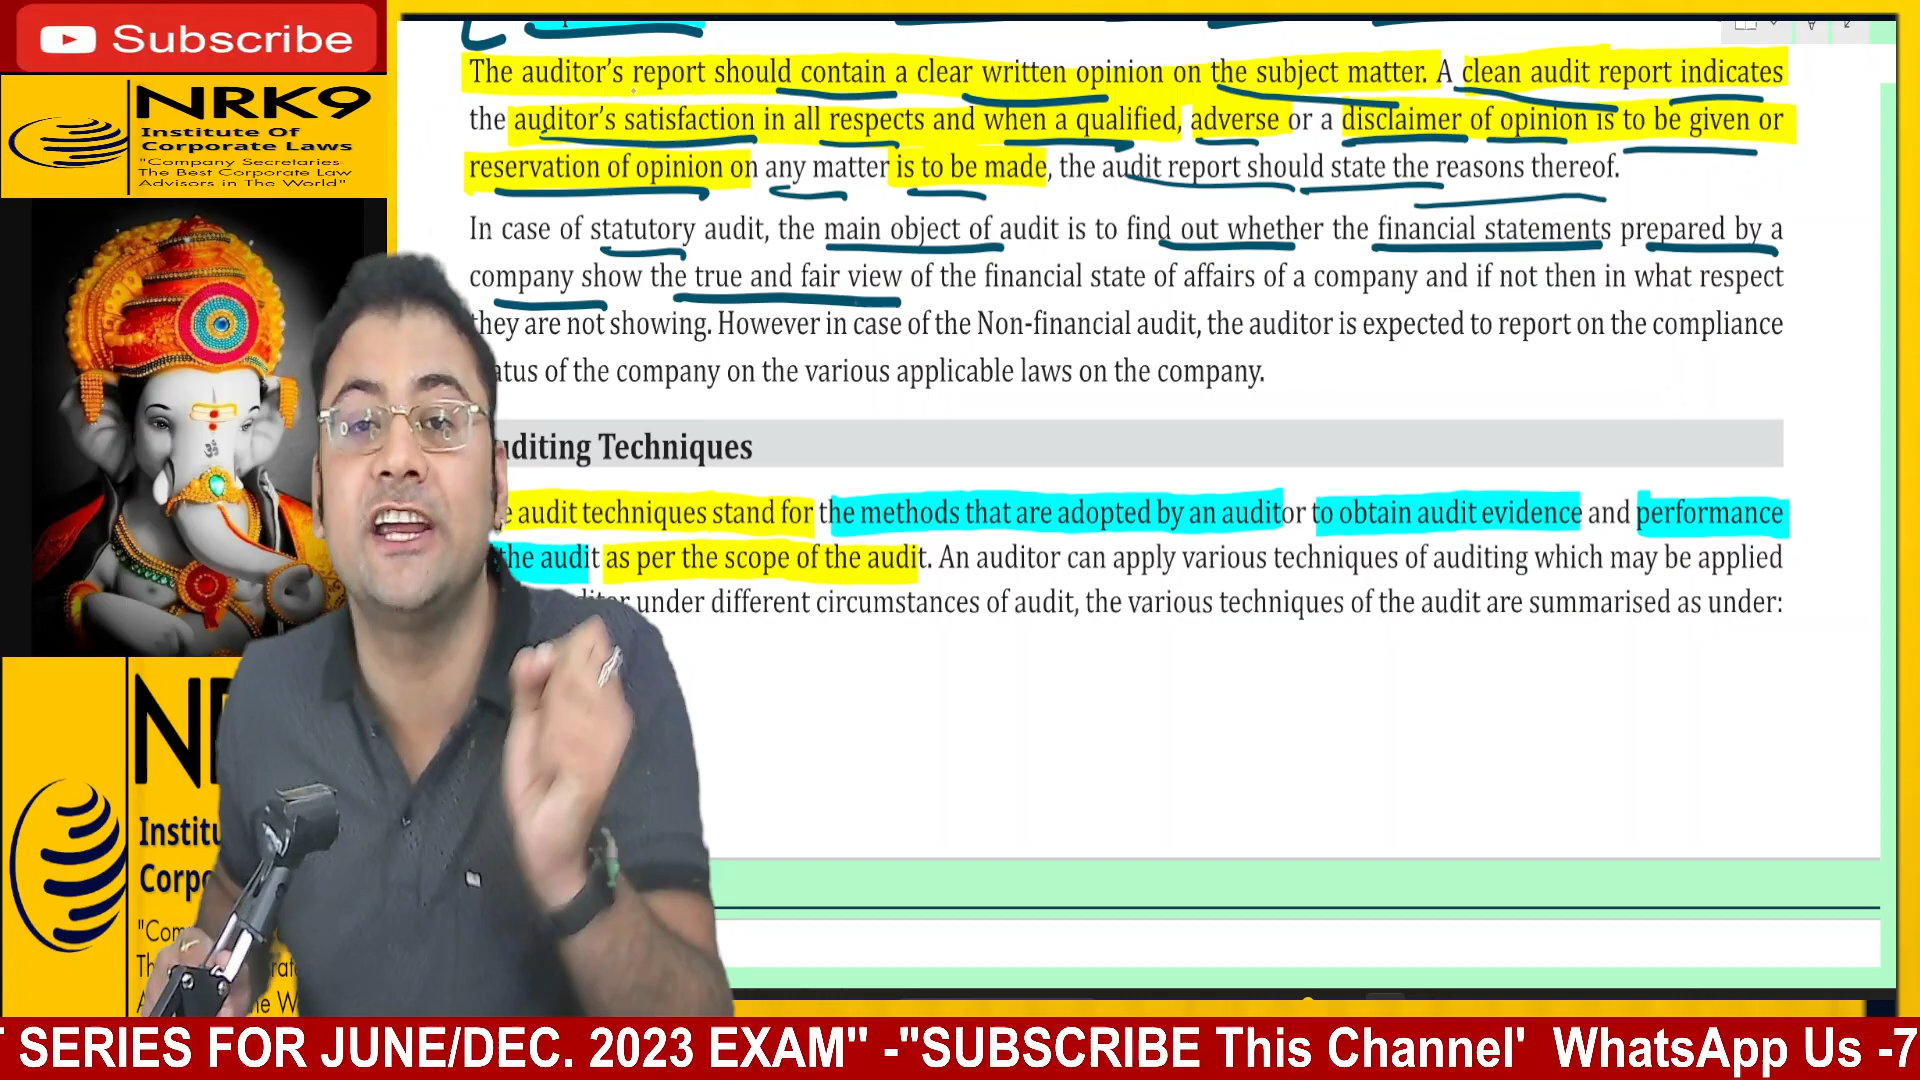 Subscribe
NRK9
Institute Of
Corporate Laws
"Company Secretaries-
The Best Corporate Law
Advisors in The World"
The auditor's report should contain a clear written opinion on the subject matter. A clean audit report indicates
the auditor's satisfaction in all respects and when a qualified, adverse or a disclaimer of opinion is to be given or
reservation of opinion on any matter is to be made, the audit report should state the reasons thereof.
In case of statutory audit, the main object of audit is to find out whether the financial statements prepared by a
company show the true and fair view of the financial state of affairs of a company and if not then in what respect
they are not showing. However in case of the Non-financial audit, the auditor is expected to report on the compliance
atus of the company on the various applicable laws on the company.
uditing Techniques
e audit techniques stand for the methods that are adopted by an auditor to obtain audit evidence and performance
the audit as per the scope of the audit. An auditor can apply various techniques of auditing which may be applied
ditor under different circumstances of audit, the various techniques of the audit are summarised as under:
NR
Institu
Corpo
"Com
Th
SERIES FOR JUNE/DEC. 2023 EXAM" -"SUBSCRIBE This Channel' WhatsApp Us -7